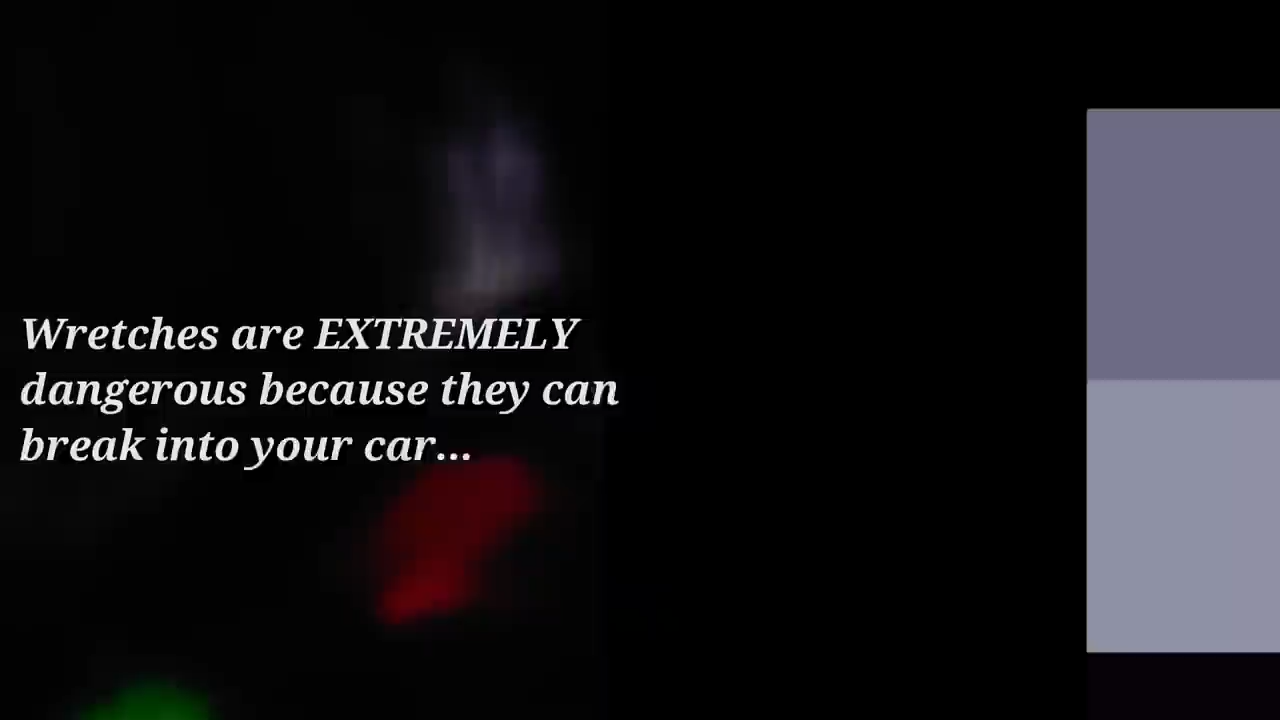 Wretches are EXTREMELY
dangerous because they can
break into your car...